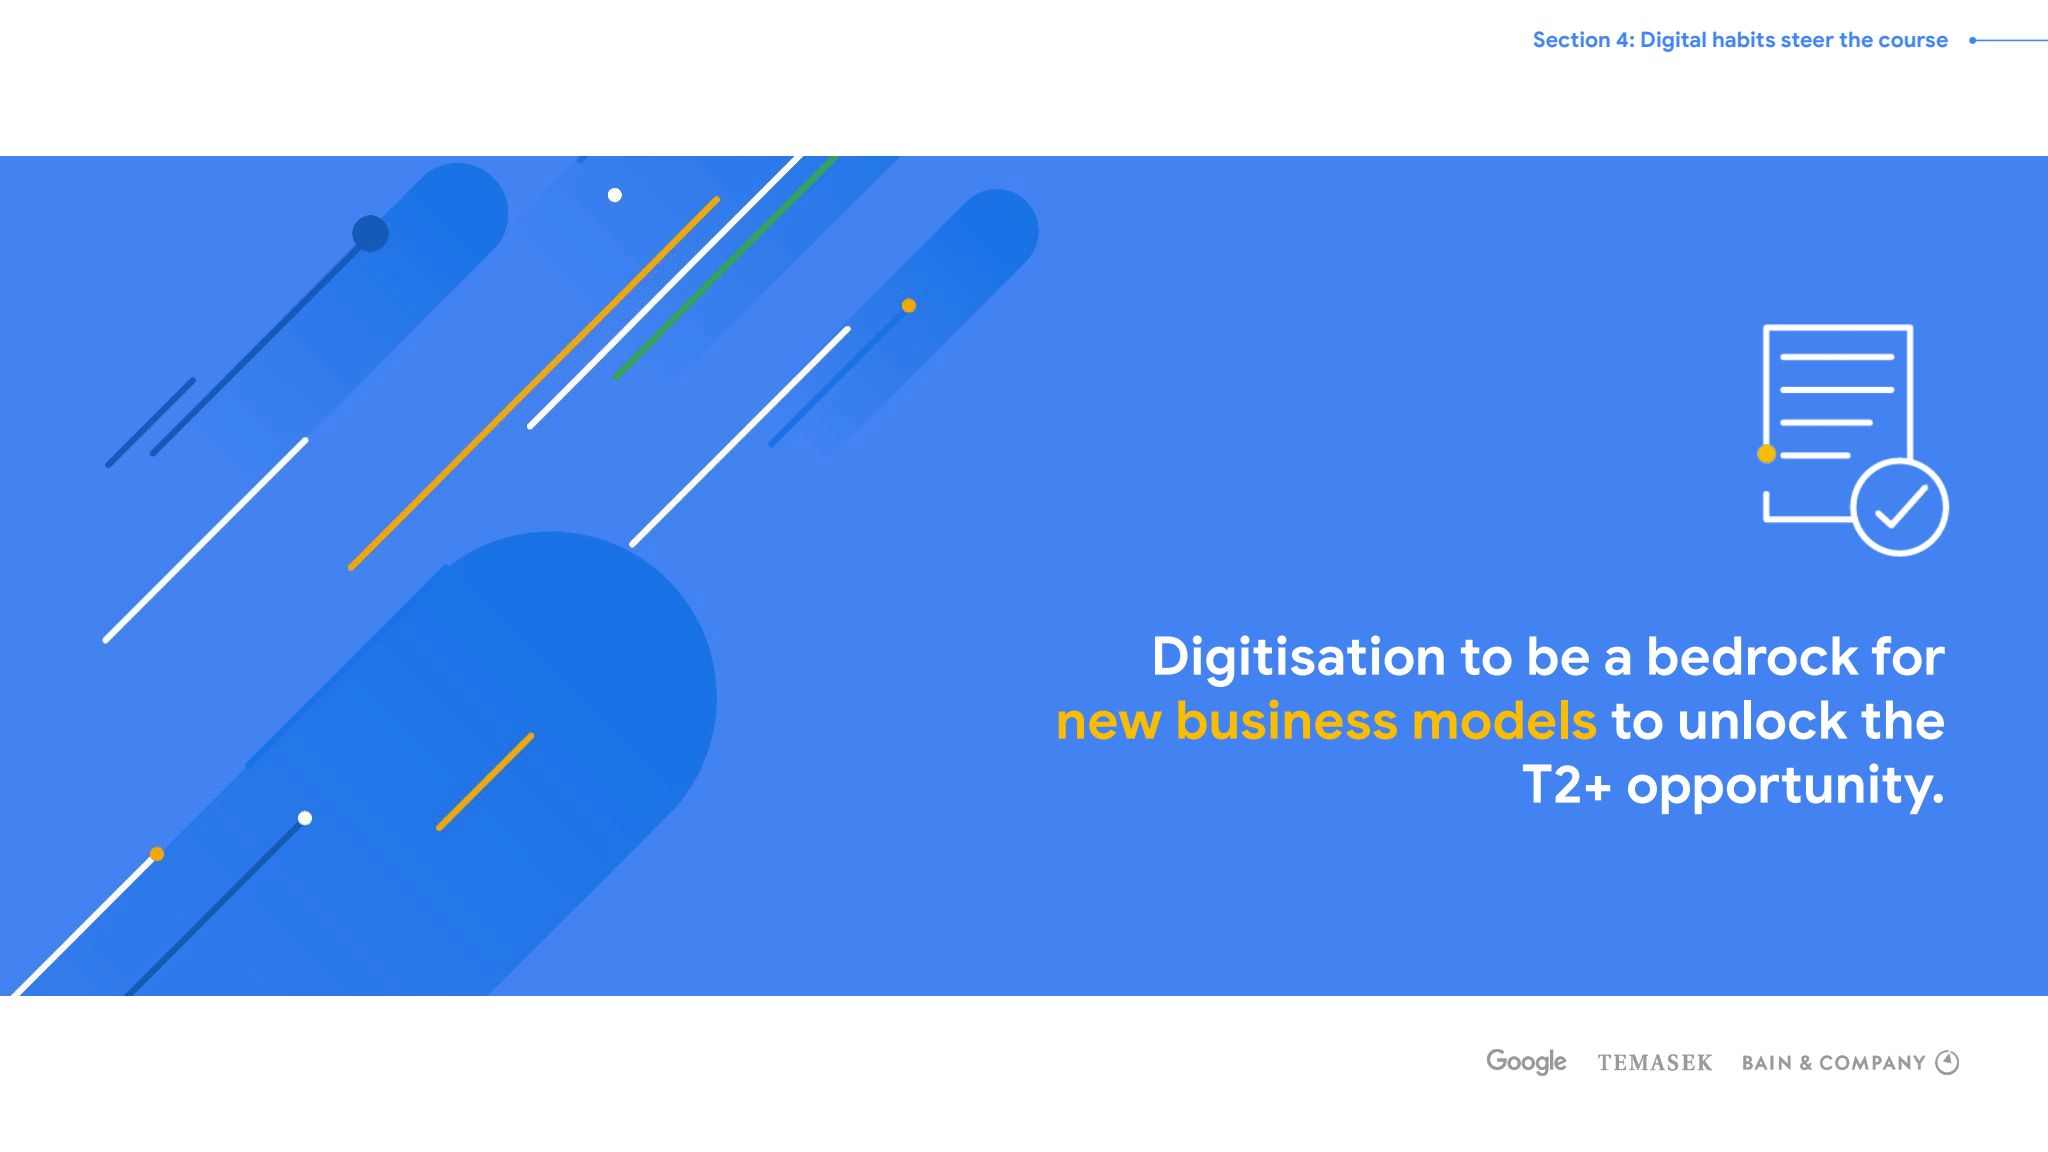 Section 4: Digital habits steer the course
Digitisation to be a bedrock for
new business models to unlock the
T2+ opportunity.
Google TEMASEK BAIN & COMPANY